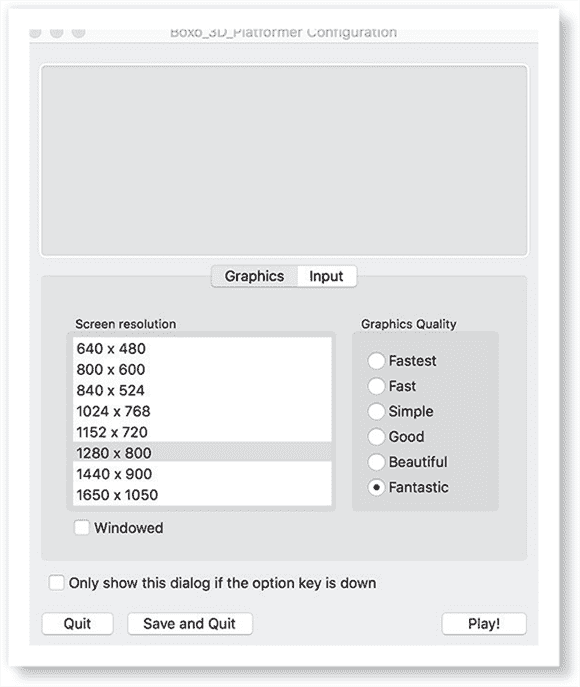 Boxo_3D_Platformer Configuration
Graphics Input
Screen resolution
Graphics Quality
640 x 480
800 x 600
840 x 524
1024 x 768
1152 x 720
1280 x 800
1440 x 900
1650 x 1050
Fastest
Fast
Simple
Good
Beautiful
Fantastic
Windowed
Only show this dialog if the option key is down
Quit Save and Quit Play!